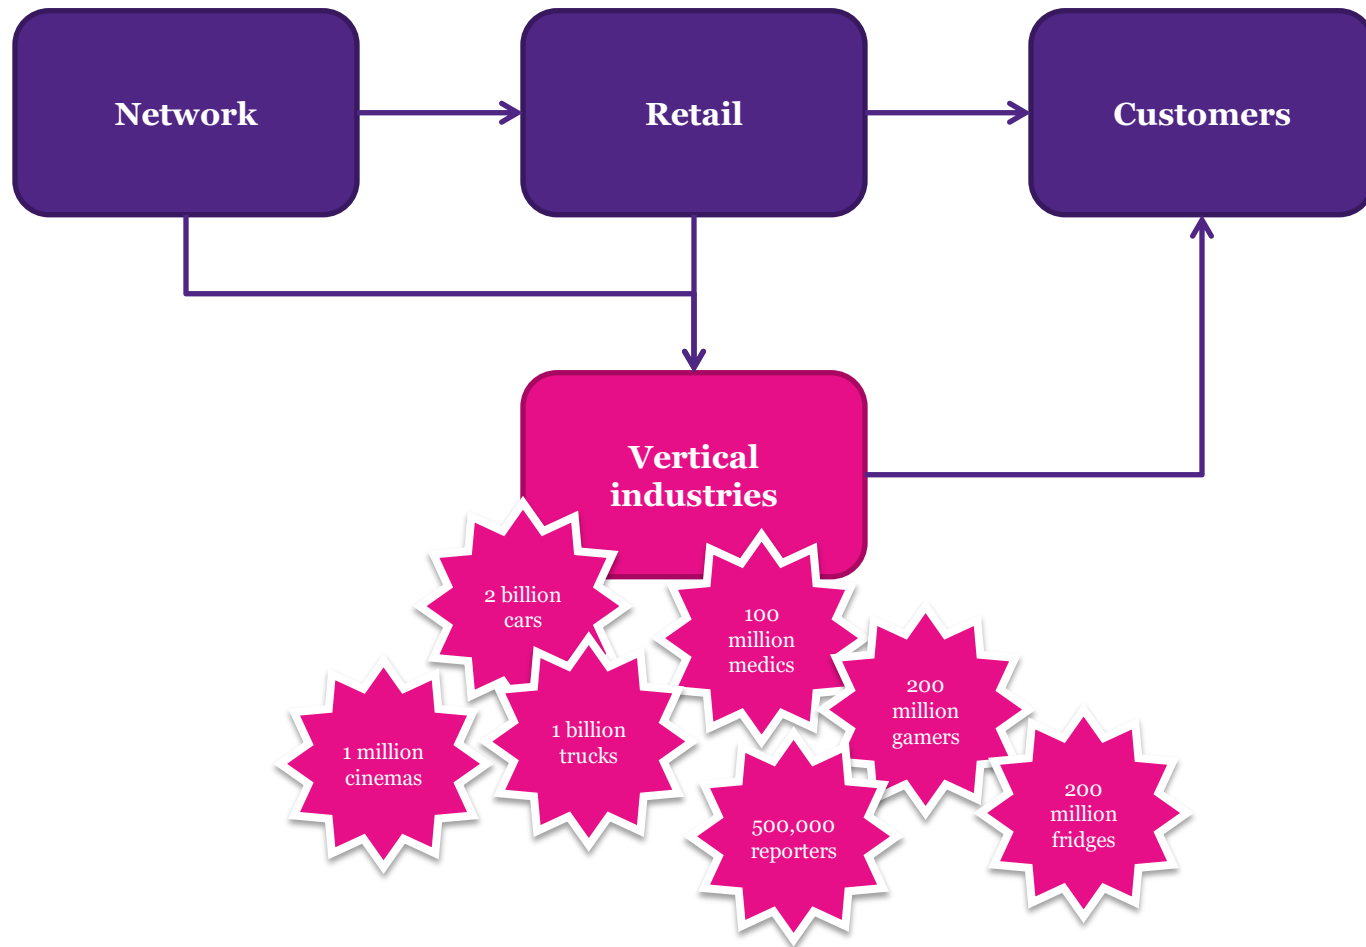 Network
Retail
Customers
Vertical
industries
2 billion
cars
100
million
medics
200
million
gamers
1 million
cinemas
1 billion
trucks
500,000
reporters
200
million
fridges